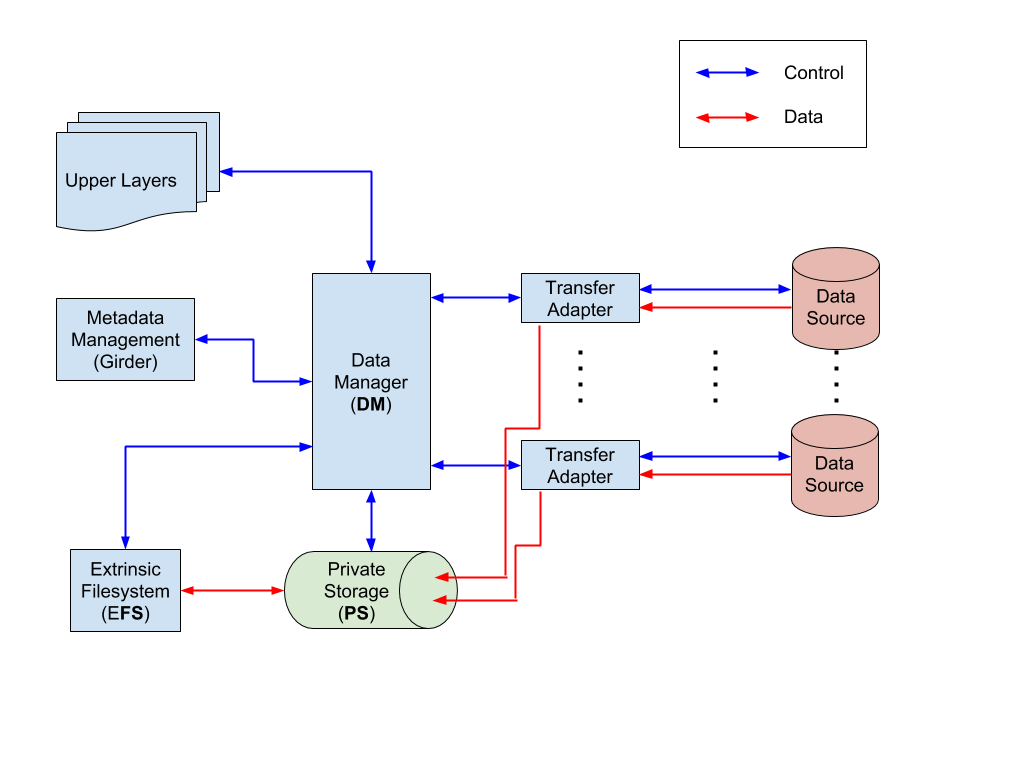 Control
Data
Upper Layers
Metadata
Management
(Girder)
Data
Manager
(DM)
Transfer
Adapter
Data
Source
Transfer
Adapter
Data
Source
Extrinsic
Filesystem
(EFS)
Private
Storage
(PS)